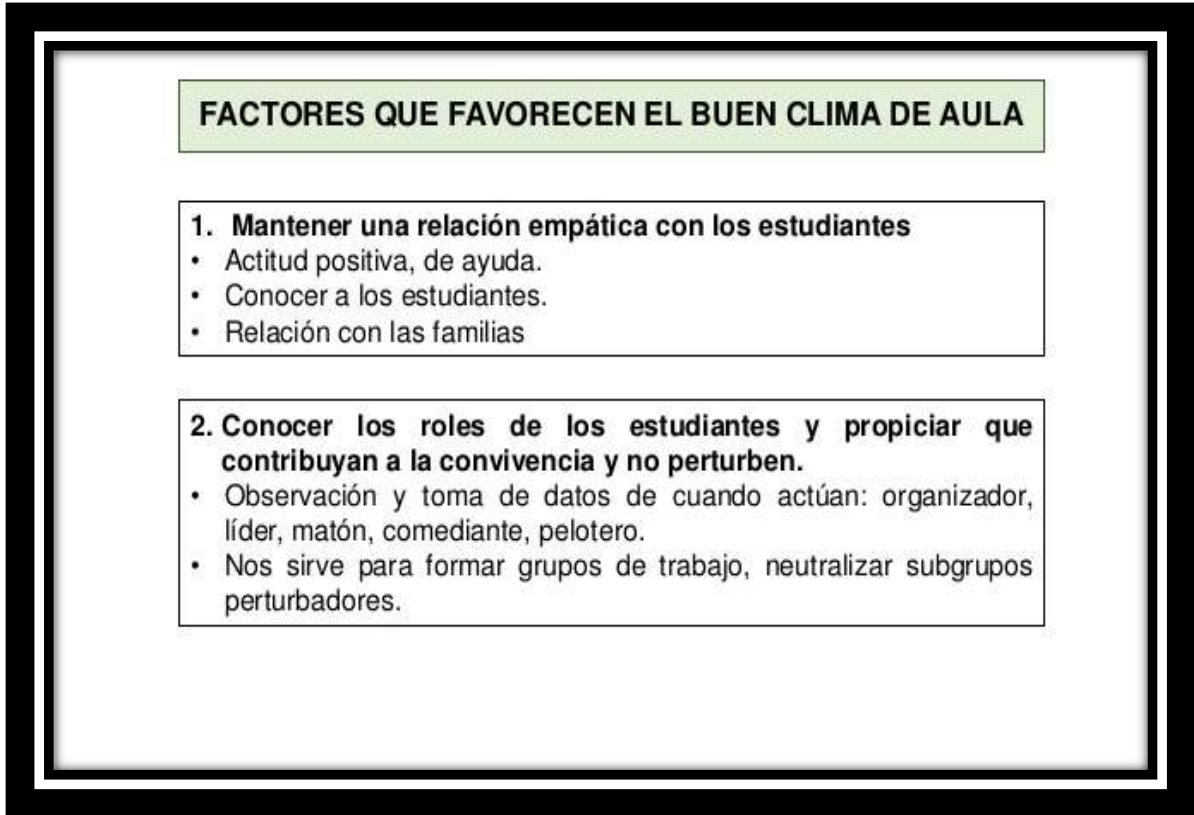 FACTORES QUE FAVORECEN EL BUEN CLIMA DE AULA
1. Mantener una relación empática con los estudiantes
• Actitud positiva, de ayuda.
• Conocer a los estudiantes.
• Relación con las familias
2. Conocer los roles de los estudiantes y propiciar que
contribuyan a la convivencia y no perturben.
• Observación y toma de datos de cuando actúan: organizador,
líder, matón, comediante, pelotero.
• Nos sirve para formar grupos de trabajo, neutralizar subgrupos
perturbadores.